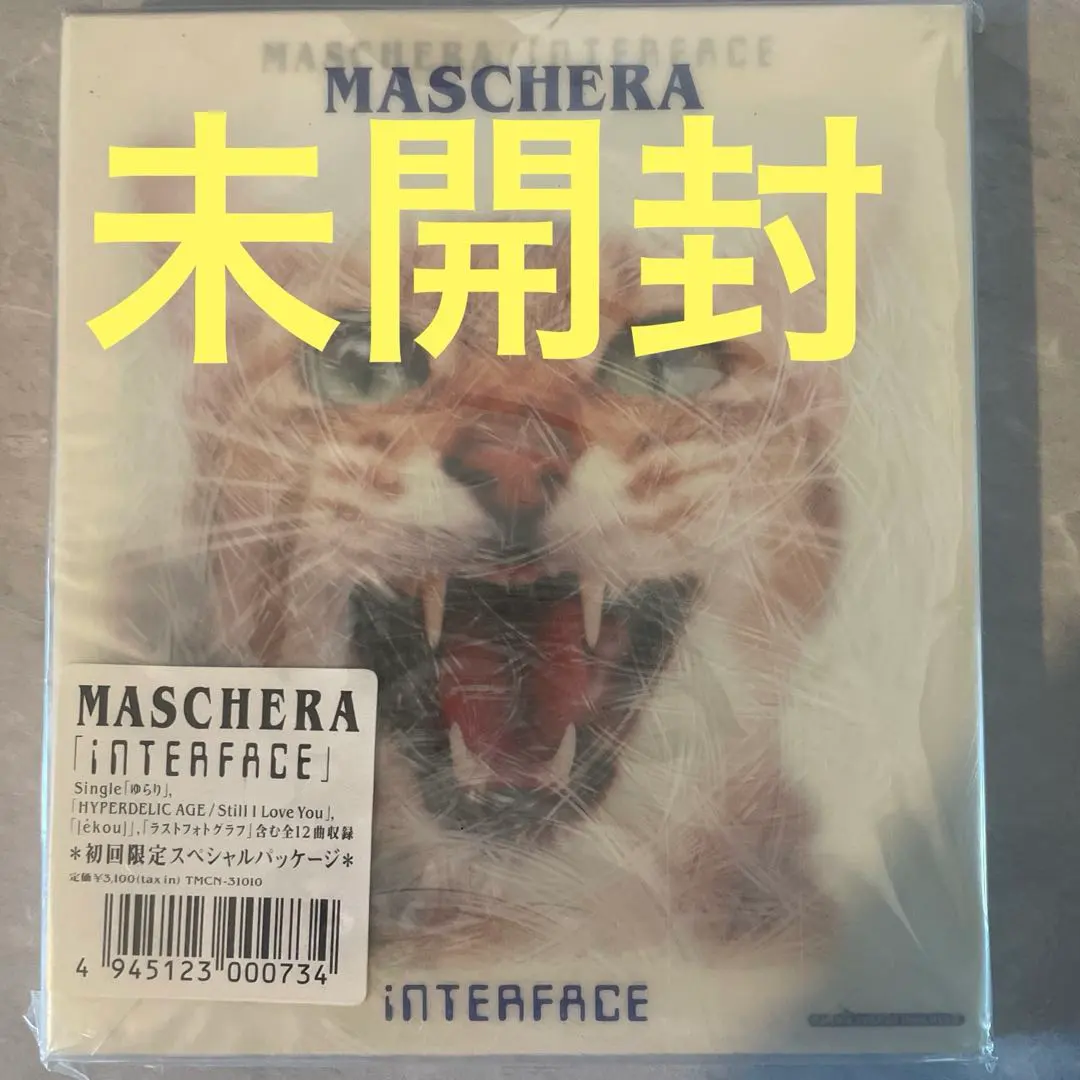 MASCHERA/INTERFACE
MASCHERA
未開封
MASCHERA
「iNTERFACE」
Single「ゆらり」,
「HYPERDELIC AGE / Still I Love You」,
「[ékou]」,「ラストフォトグラフ」含む全12曲収録
*初回限定スペシャルパッケージ*
定価¥3,100(tax in) TMCN-31010
4 945123 000734
iNTERFACE